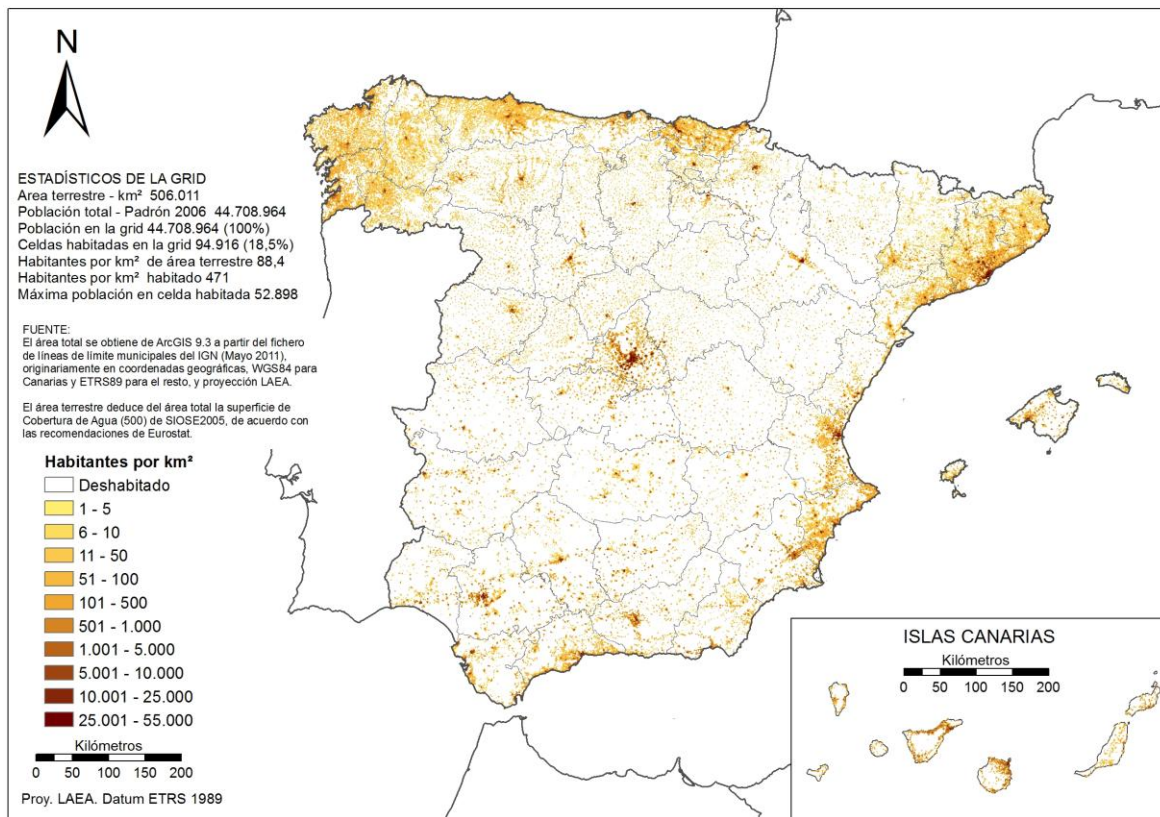 N
ESTADÍSTICOS DE LA GRID
Area terrestre - km² 506.011
Población total - Padrón 2006 44.708.964
Población en la grid 44.708.964 (100%)
Celdas habitadas en la grid 94.916 (18,5%)
Habitantes por km² de área terrestre 88,4
Habitantes por km² habitado 471
Máxima población en celda habitada 52.898
FUENTE:
El área total se obtiene de ArcGIS 9.3 a partir del fichero
de líneas de límite municipales del IGN (Mayo 2011),
originariamente en coordenadas geográficas, WGS84 para
Canarias y ETRS89 para el resto, y proyección LAEA.
El área terrestre deduce del área total la superficie de
Cobertura de Agua (500) de SIOSE2005, de acuerdo con
las recomendaciones de Eurostat.
Habitantes por km²
Deshabitado
1 - 5
6 - 10
11 - 50
51 - 100
101 - 500
501 - 1.000
1.001 - 5.000
5.001 - 10.000
10.001 - 25.000
25.001 - 55.000
Kilómetros
0 50 100 150 200
Proy. LAEA. Datum ETRS 1989
ISLAS CANARIAS
Kilómetros
0 50 100 150 200